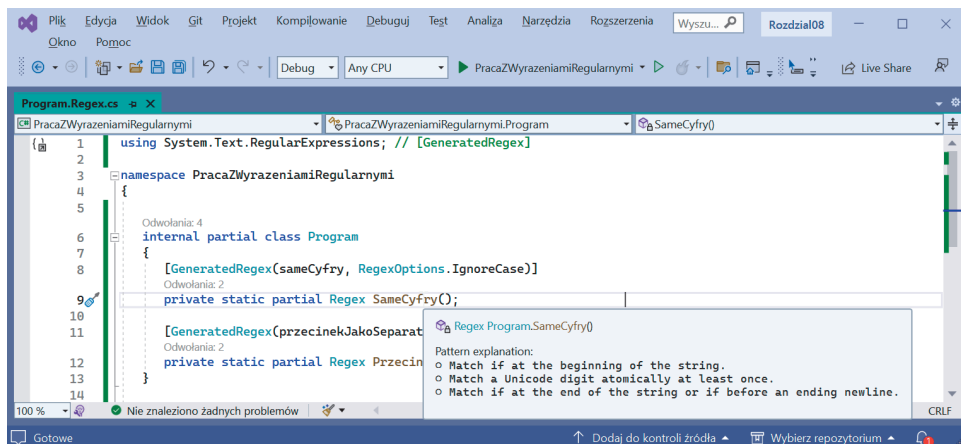 Plik Edycja Widok Git Projekt Kompilowanie Debuguj Test Analiza Narzędzia Rozszerzenia Wyszu... Rozdzial08
Okno Pomoc
Debug Any CPU PracaZWyrazeniamiRegularnymi Live Share
Program.Regex.cs
PracaZWyrazeniamiRegularnymi PracaZWyrazeniamiRegularnymi.Program SameCyfry()
1 using System.Text.RegularExpressions; // [GeneratedRegex]
2
3 namespace PracaZWyrazeniamiRegularnymi
4 {
5
Odwołania: 4
6 internal partial class Program
7 {
8 [GeneratedRegex(sameCyfry, RegexOptions.IgnoreCase)]
Odwołania: 2
9 private static partial Regex SameCyfry();
10
11 [GeneratedRegex(przecinekJakoSeparat
Odwołania: 2
12 private static partial Regex Przecin
13 }
14
Regex Program.SameCyfry()
Pattern explanation:
○ Match if at the beginning of the string.
○ Match a Unicode digit atomically at least once.
○ Match if at the end of the string or if before an ending newline.
100 % Nie znaleziono żadnych problemów CRLF
Gotowe Dodaj do kontroli źródła Wybierz repozytorium 1